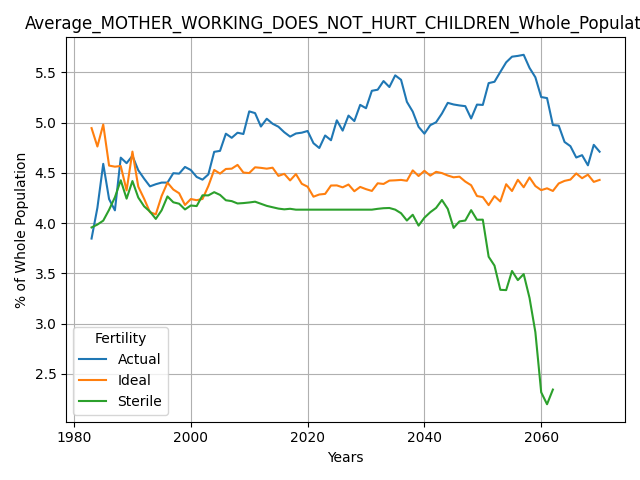 Average_MOTHER_WORKING_DOES_NOT_HURT_CHILDREN_Whole_Populat
% of Whole Population
5.5
5.0
4.5
4.0
3.5
3.0
2.5
Fertility
Actual
Ideal
Sterile
1980 2000 2020 2040 2060
Years